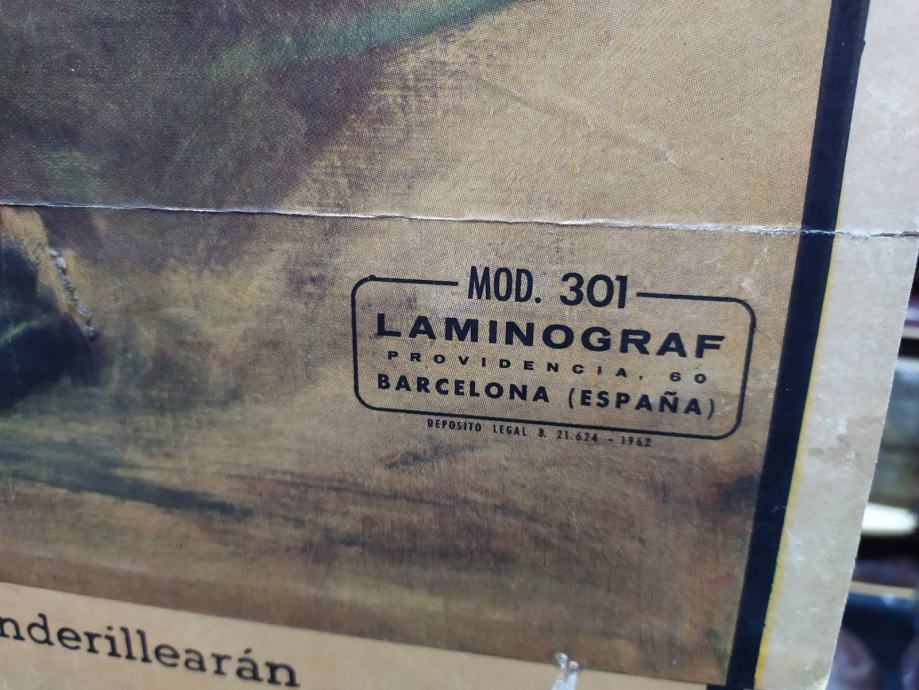 MOD. 301
LAMINOGRAF
PROVIDENCIA, 60
BARCELONA (ESPAÑA)
DEPOSITO LEGAL B. 21.624 - 1962
nderillearán